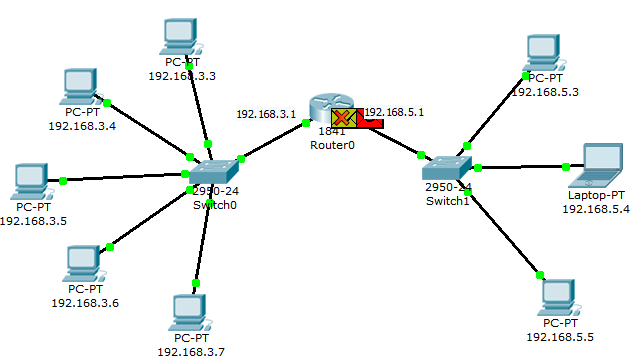 PC-PT
192.168.3.3
PC-PT
192.168.3.4
PC-PT
192.168.3.5
PC-PT
192.168.3.6
PC-PT
192.168.3.7
2950-24
Switch0
192.168.3.1
1841
Router0
192.168.5.1
2950-24
Switch1
PC-PT
192.168.5.3
Laptop-PT
192.168.5.4
PC-PT
192.168.5.5